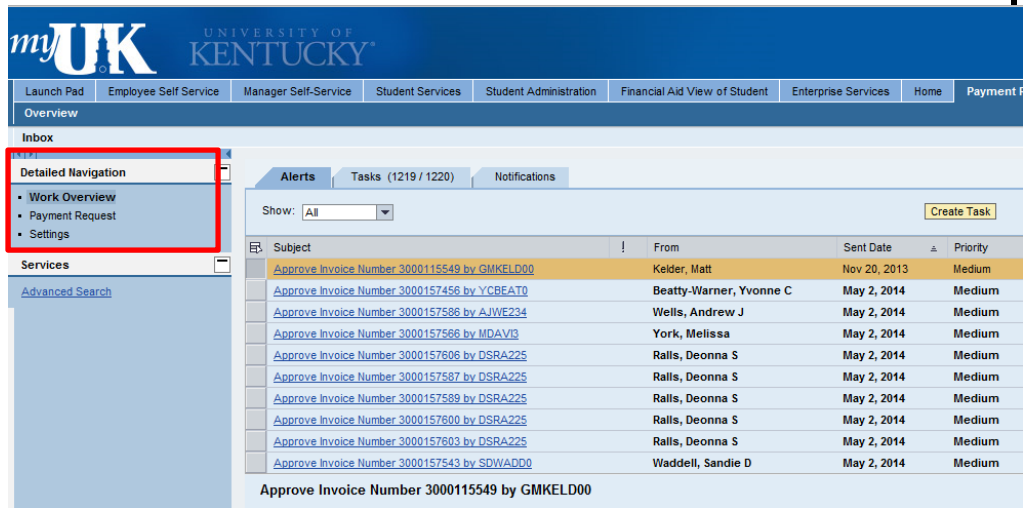 myUK UNIVERSITY OF
KENTUCKY®
Launch Pad Employee Self Service Manager Self-Service Student Services Student Administration Financial Aid View of Student Enterprise Services Home Payment R
Overview
Inbox
Detailed Navigation
Work Overview
Payment Request
Settings
Services
Advanced Search
Alerts Tasks (1219 / 1220) Notifications
Show: All Create Task
Subject ! From Sent Date Priority
Approve Invoice Number 3000115549 by GMKELD00 Kelder, Matt Nov 20, 2013 Medium
Approve Invoice Number 3000157456 by YCBEAT0 Beatty-Warner, Yvonne C May 2, 2014 Medium
Approve Invoice Number 3000157586 by AJWE234 Wells, Andrew J May 2, 2014 Medium
Approve Invoice Number 3000157566 by MDAVI3 York, Melissa May 2, 2014 Medium
Approve Invoice Number 3000157606 by DSRA225 Ralls, Deonna S May 2, 2014 Medium
Approve Invoice Number 3000157587 by DSRA225 Ralls, Deonna S May 2, 2014 Medium
Approve Invoice Number 3000157589 by DSRA225 Ralls, Deonna S May 2, 2014 Medium
Approve Invoice Number 3000157600 by DSRA225 Ralls, Deonna S May 2, 2014 Medium
Approve Invoice Number 3000157603 by DSRA225 Ralls, Deonna S May 2, 2014 Medium
Approve Invoice Number 3000157543 by SDWADD0 Waddell, Sandie D May 2, 2014 Medium
Approve Invoice Number 3000115549 by GMKELD00